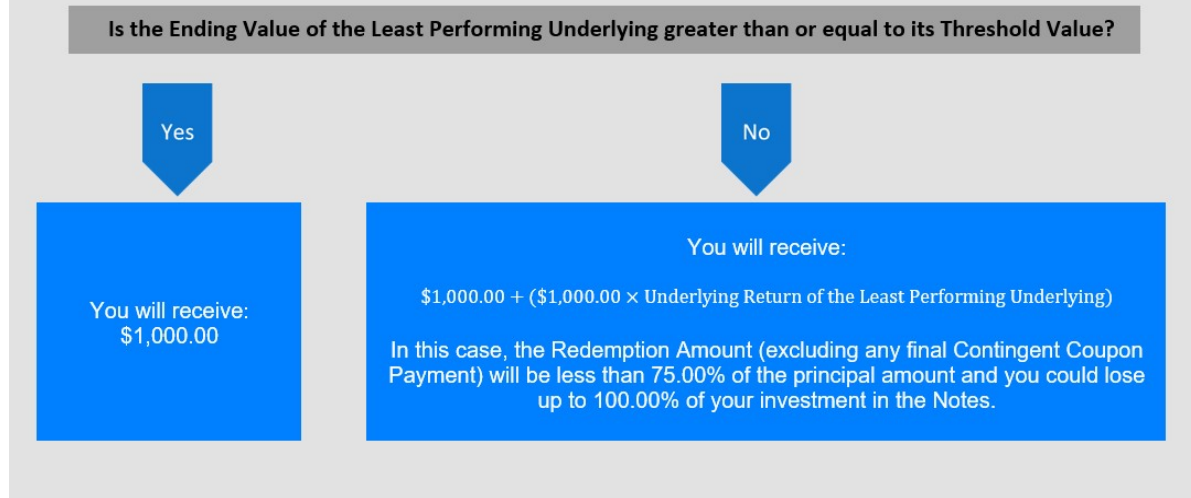 Is the Ending Value of the Least Performing Underlying greater than or equal to its Threshold Value?
Yes
No
You will receive:
$1,000.00
You will receive:
$1,000.00 + ($1,000.00 × Underlying Return of the Least Performing Underlying)
In this case, the Redemption Amount (excluding any final Contingent Coupon
Payment) will be less than 75.00% of the principal amount and you could lose
up to 100.00% of your investment in the Notes.